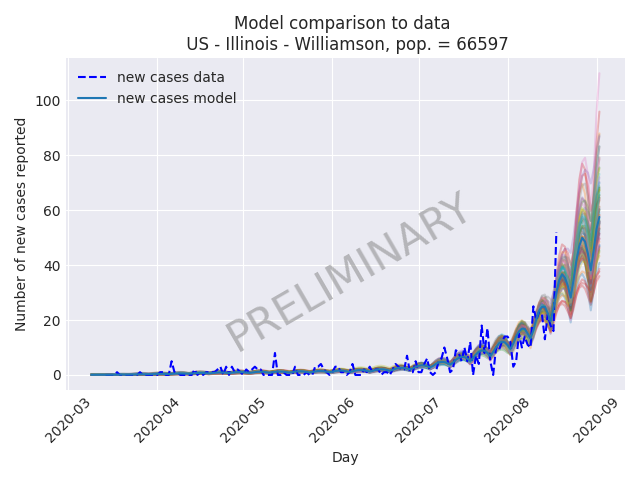 Model comparison to data
US - Illinois - Williamson, pop. = 66597
new cases data
new cases model
Number of new cases reported
100
80
60
40
20
0
PRELIMINARY
2020-03
2020-04
2020-05
2020-06
2020-07
2020-08
2020-09
Day